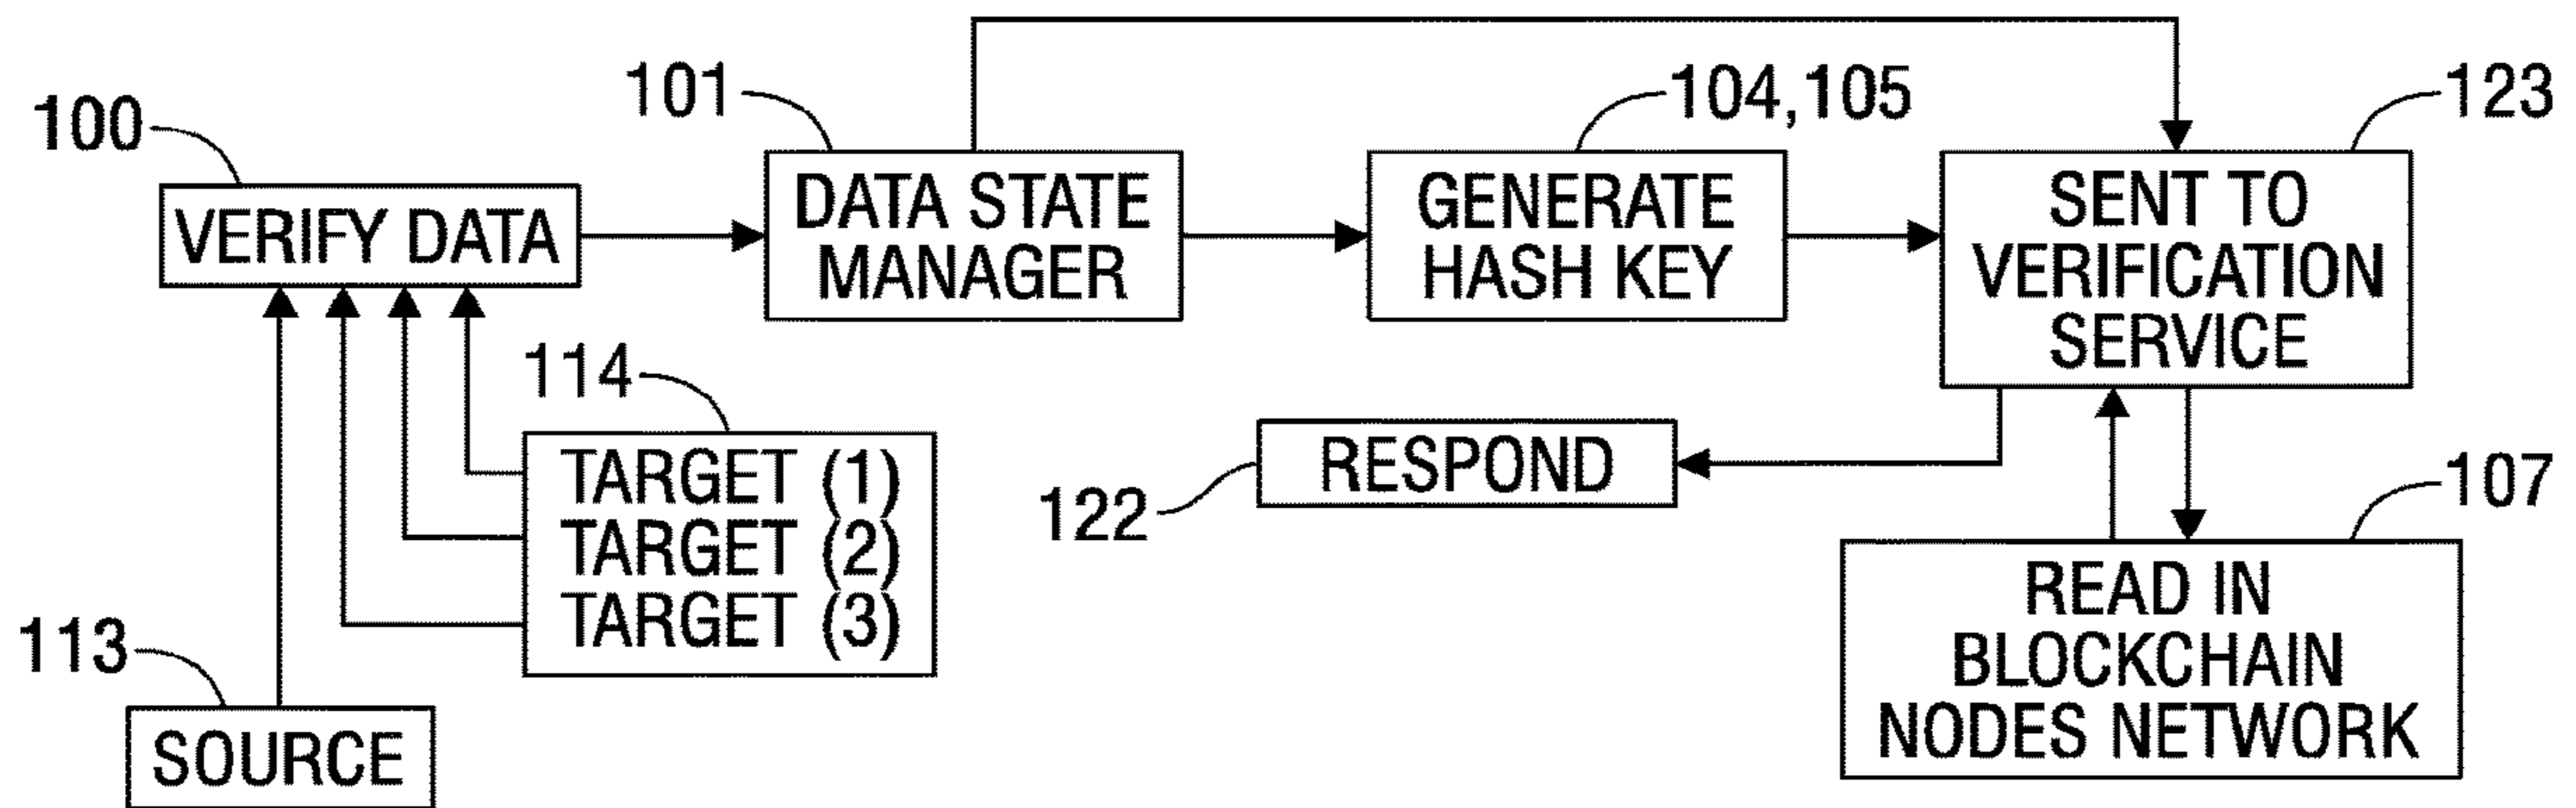 100
VERIFY DATA
101
DATA STATE
MANAGER
104,105
GENERATE
HASH KEY
123
SENT TO
VERIFICATION
SERVICE
114
TARGET (1)
TARGET (2)
TARGET (3)
113
SOURCE
122
RESPOND
107
READ IN
BLOCKCHAIN
NODES NETWORK